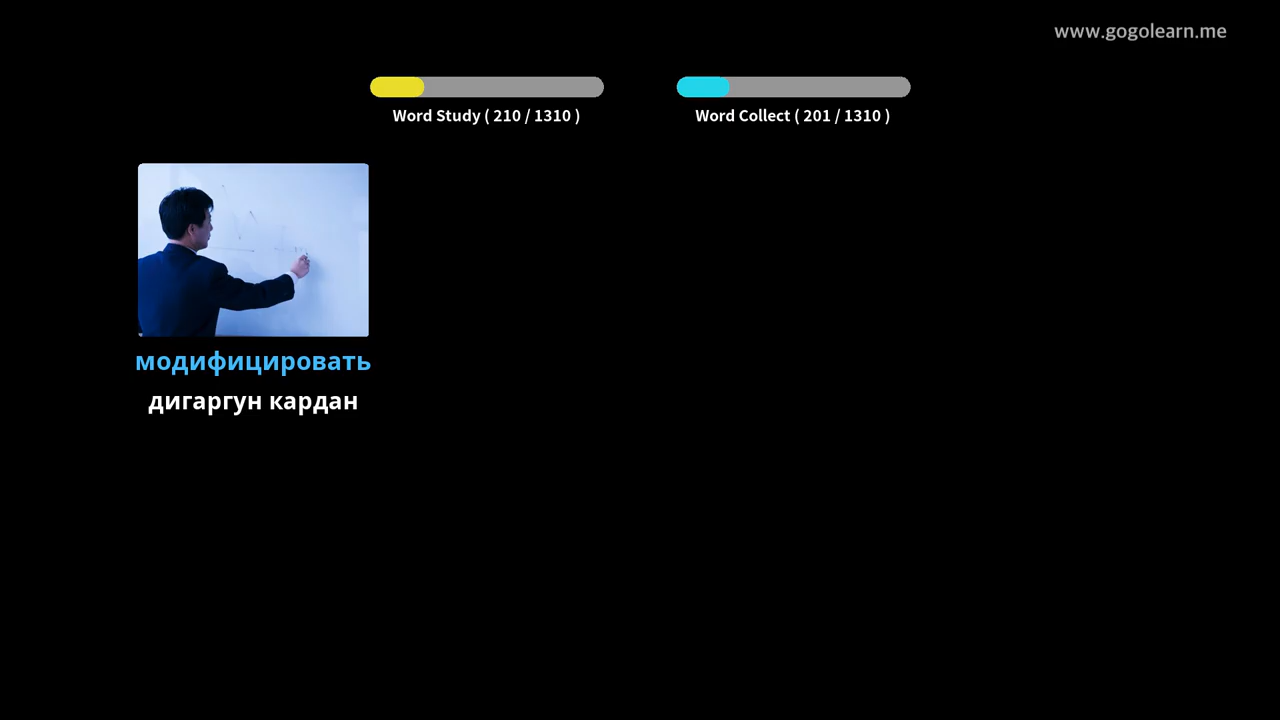 www.gogolearn.me
Word Study ( 210 / 1310 )
Word Collect ( 201 / 1310 )
модифицировать
дигаргун кардан